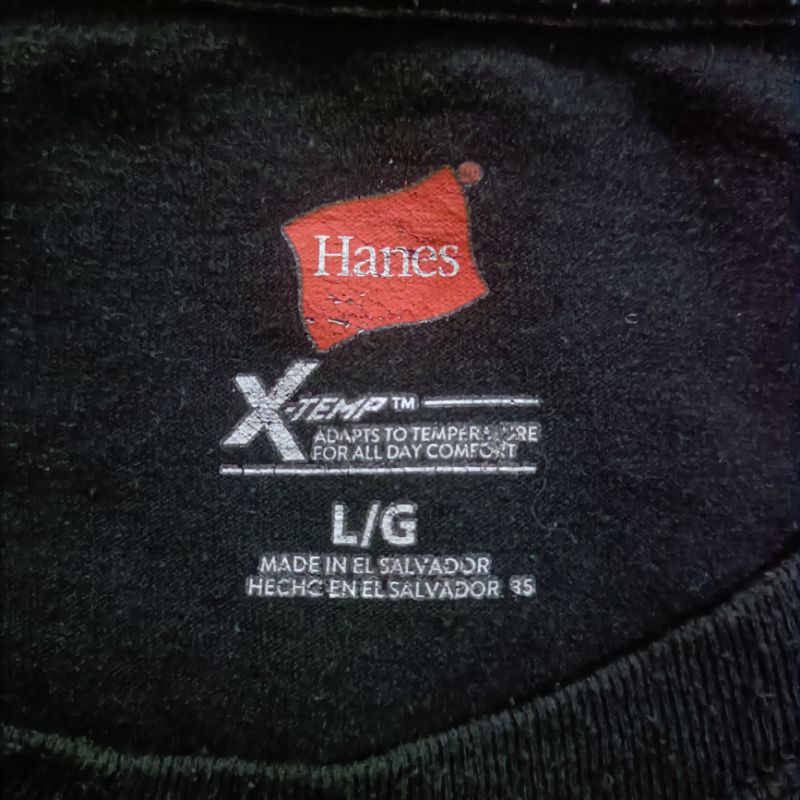 Hanes
X-TEMP™
ADAPTS TO TEMPERATURE
FOR ALL DAY COMFORT
L/G
MADE IN EL SALVADOR
HECHO EN EL SALVADOR 35